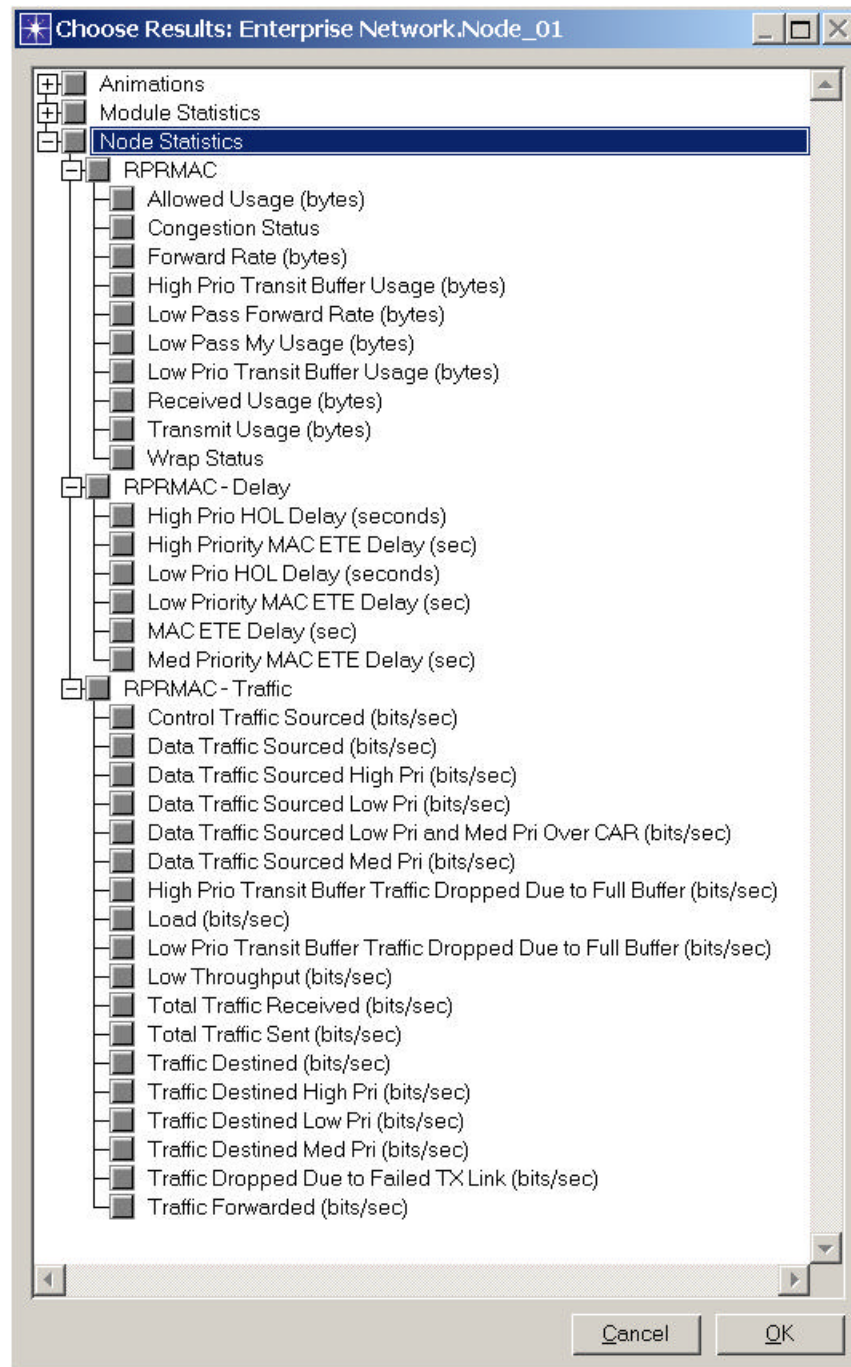 Choose Results: Enterprise Network.Node_01
Animations
Module Statistics
Node Statistics
RPRMAC
Allowed Usage (bytes)
Congestion Status
Forward Rate (bytes)
High Prio Transit Buffer Usage (bytes)
Low Pass Forward Rate (bytes)
Low Pass My Usage (bytes)
Low Prio Transit Buffer Usage (bytes)
Received Usage (bytes)
Transmit Usage (bytes)
Wrap Status
RPRMAC - Delay
High Prio HOL Delay (seconds)
High Priority MAC ETE Delay (sec)
Low Prio HOL Delay (seconds)
Low Priority MAC ETE Delay (sec)
MAC ETE Delay (sec)
Med Priority MAC ETE Delay (sec)
RPRMAC - Traffic
Control Traffic Sourced (bits/sec)
Data Traffic Sourced (bits/sec)
Data Traffic Sourced High Pri (bits/sec)
Data Traffic Sourced Low Pri (bits/sec)
Data Traffic Sourced Low Pri and Med Pri Over CAR (bits/sec)
Data Traffic Sourced Med Pri (bits/sec)
High Prio Transit Buffer Traffic Dropped Due to Full Buffer (bits/sec)
Load (bits/sec)
Low Prio Transit Buffer Traffic Dropped Due to Full Buffer (bits/sec)
Low Throughput (bits/sec)
Total Traffic Received (bits/sec)
Total Traffic Sent (bits/sec)
Traffic Destined (bits/sec)
Traffic Destined High Pri (bits/sec)
Traffic Destined Low Pri (bits/sec)
Traffic Destined Med Pri (bits/sec)
Traffic Dropped Due to Failed TX Link (bits/sec)
Traffic Forwarded (bits/sec)
Cancel OK